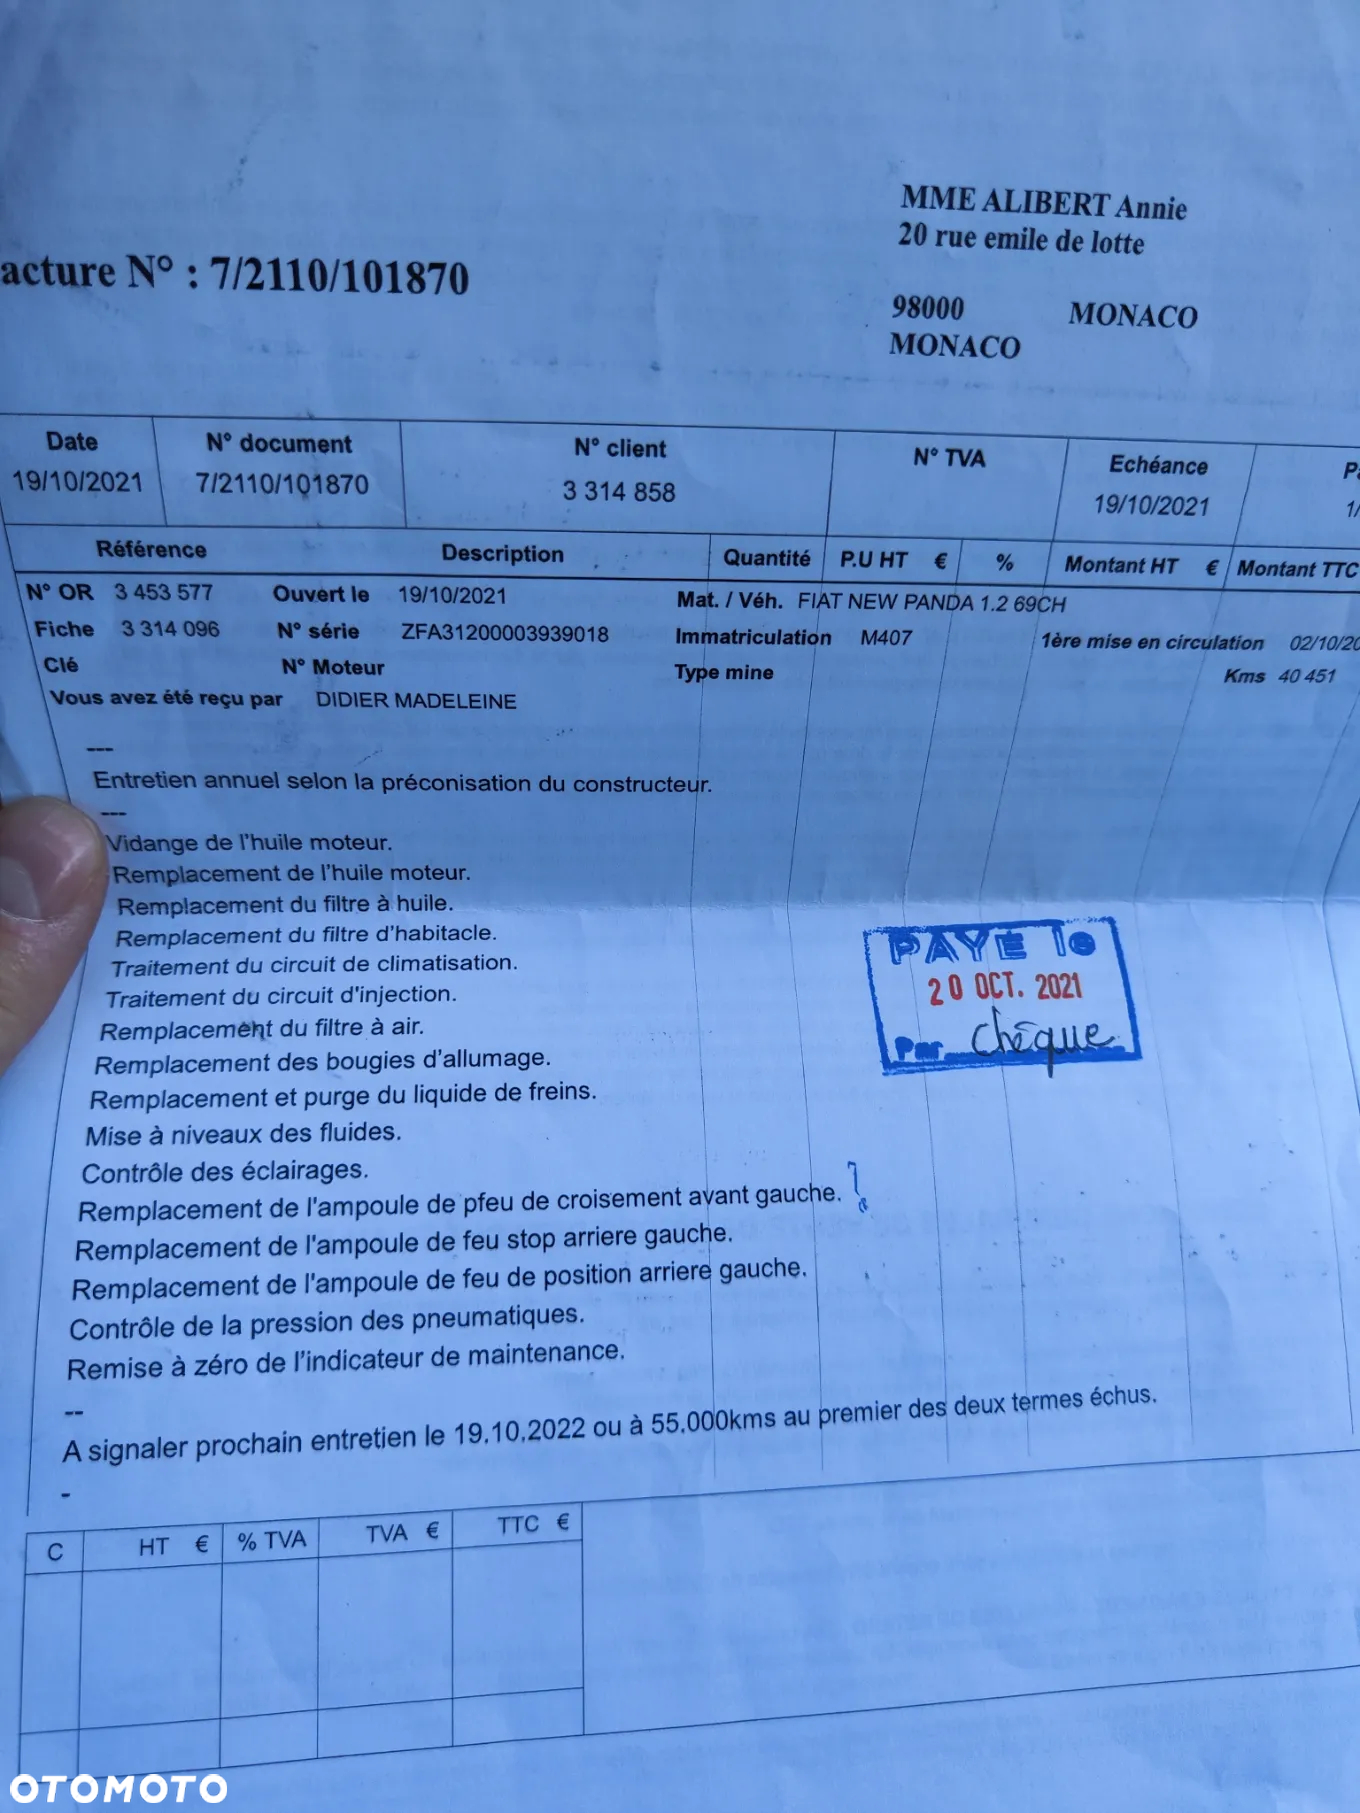 MME ALIBERT Annie
20 rue emile de lotte
acture N° : 7/2110/101870
98000 MONACO
MONACO
Date N° document N° client N° TVA Echéance Pa
19/10/2021 7/2110/101870 3 314 858 19/10/2021 1/
Référence Description Quantité P.U HT € % Montant HT € Montant TTC
N° OR 3 453 577 Ouvert le 19/10/2021 Mat. / Véh. FIAT NEW PANDA 1.2 69CH
Fiche 3 314 096 N° série ZFA31200003939018 Immatriculation M407 1ère mise en circulation 02/10/20
Clé N° Moteur Type mine Kms 40 451
Vous avez été reçu par DIDIER MADELEINE
---
Entretien annuel selon la préconisation du constructeur.
---
Vidange de l'huile moteur.
Remplacement de l'huile moteur.
Remplacement du filtre à huile.
Remplacement du filtre d'habitacle.
Traitement du circuit de climatisation.
Traitement du circuit d'injection.
Remplacement du filtre à air.
Remplacement des bougies d'allumage.
Remplacement et purge du liquide de freins.
Mise à niveaux des fluides.
Contrôle des éclairages.
Remplacement de l'ampoule de pfeu de croisement avant gauche.
Remplacement de l'ampoule de feu stop arriere gauche.
Remplacement de l'ampoule de feu de position arriere gauche.
Contrôle de la pression des pneumatiques.
Remise à zéro de l'indicateur de maintenance.
--
A signaler prochain entretien le 19.10.2022 ou à 55.000kms au premier des deux termes échus.
-
PAYÉ le
20 OCT. 2021
Par chèque
C HT € % TVA TVA € TTC €
OTOMOTO